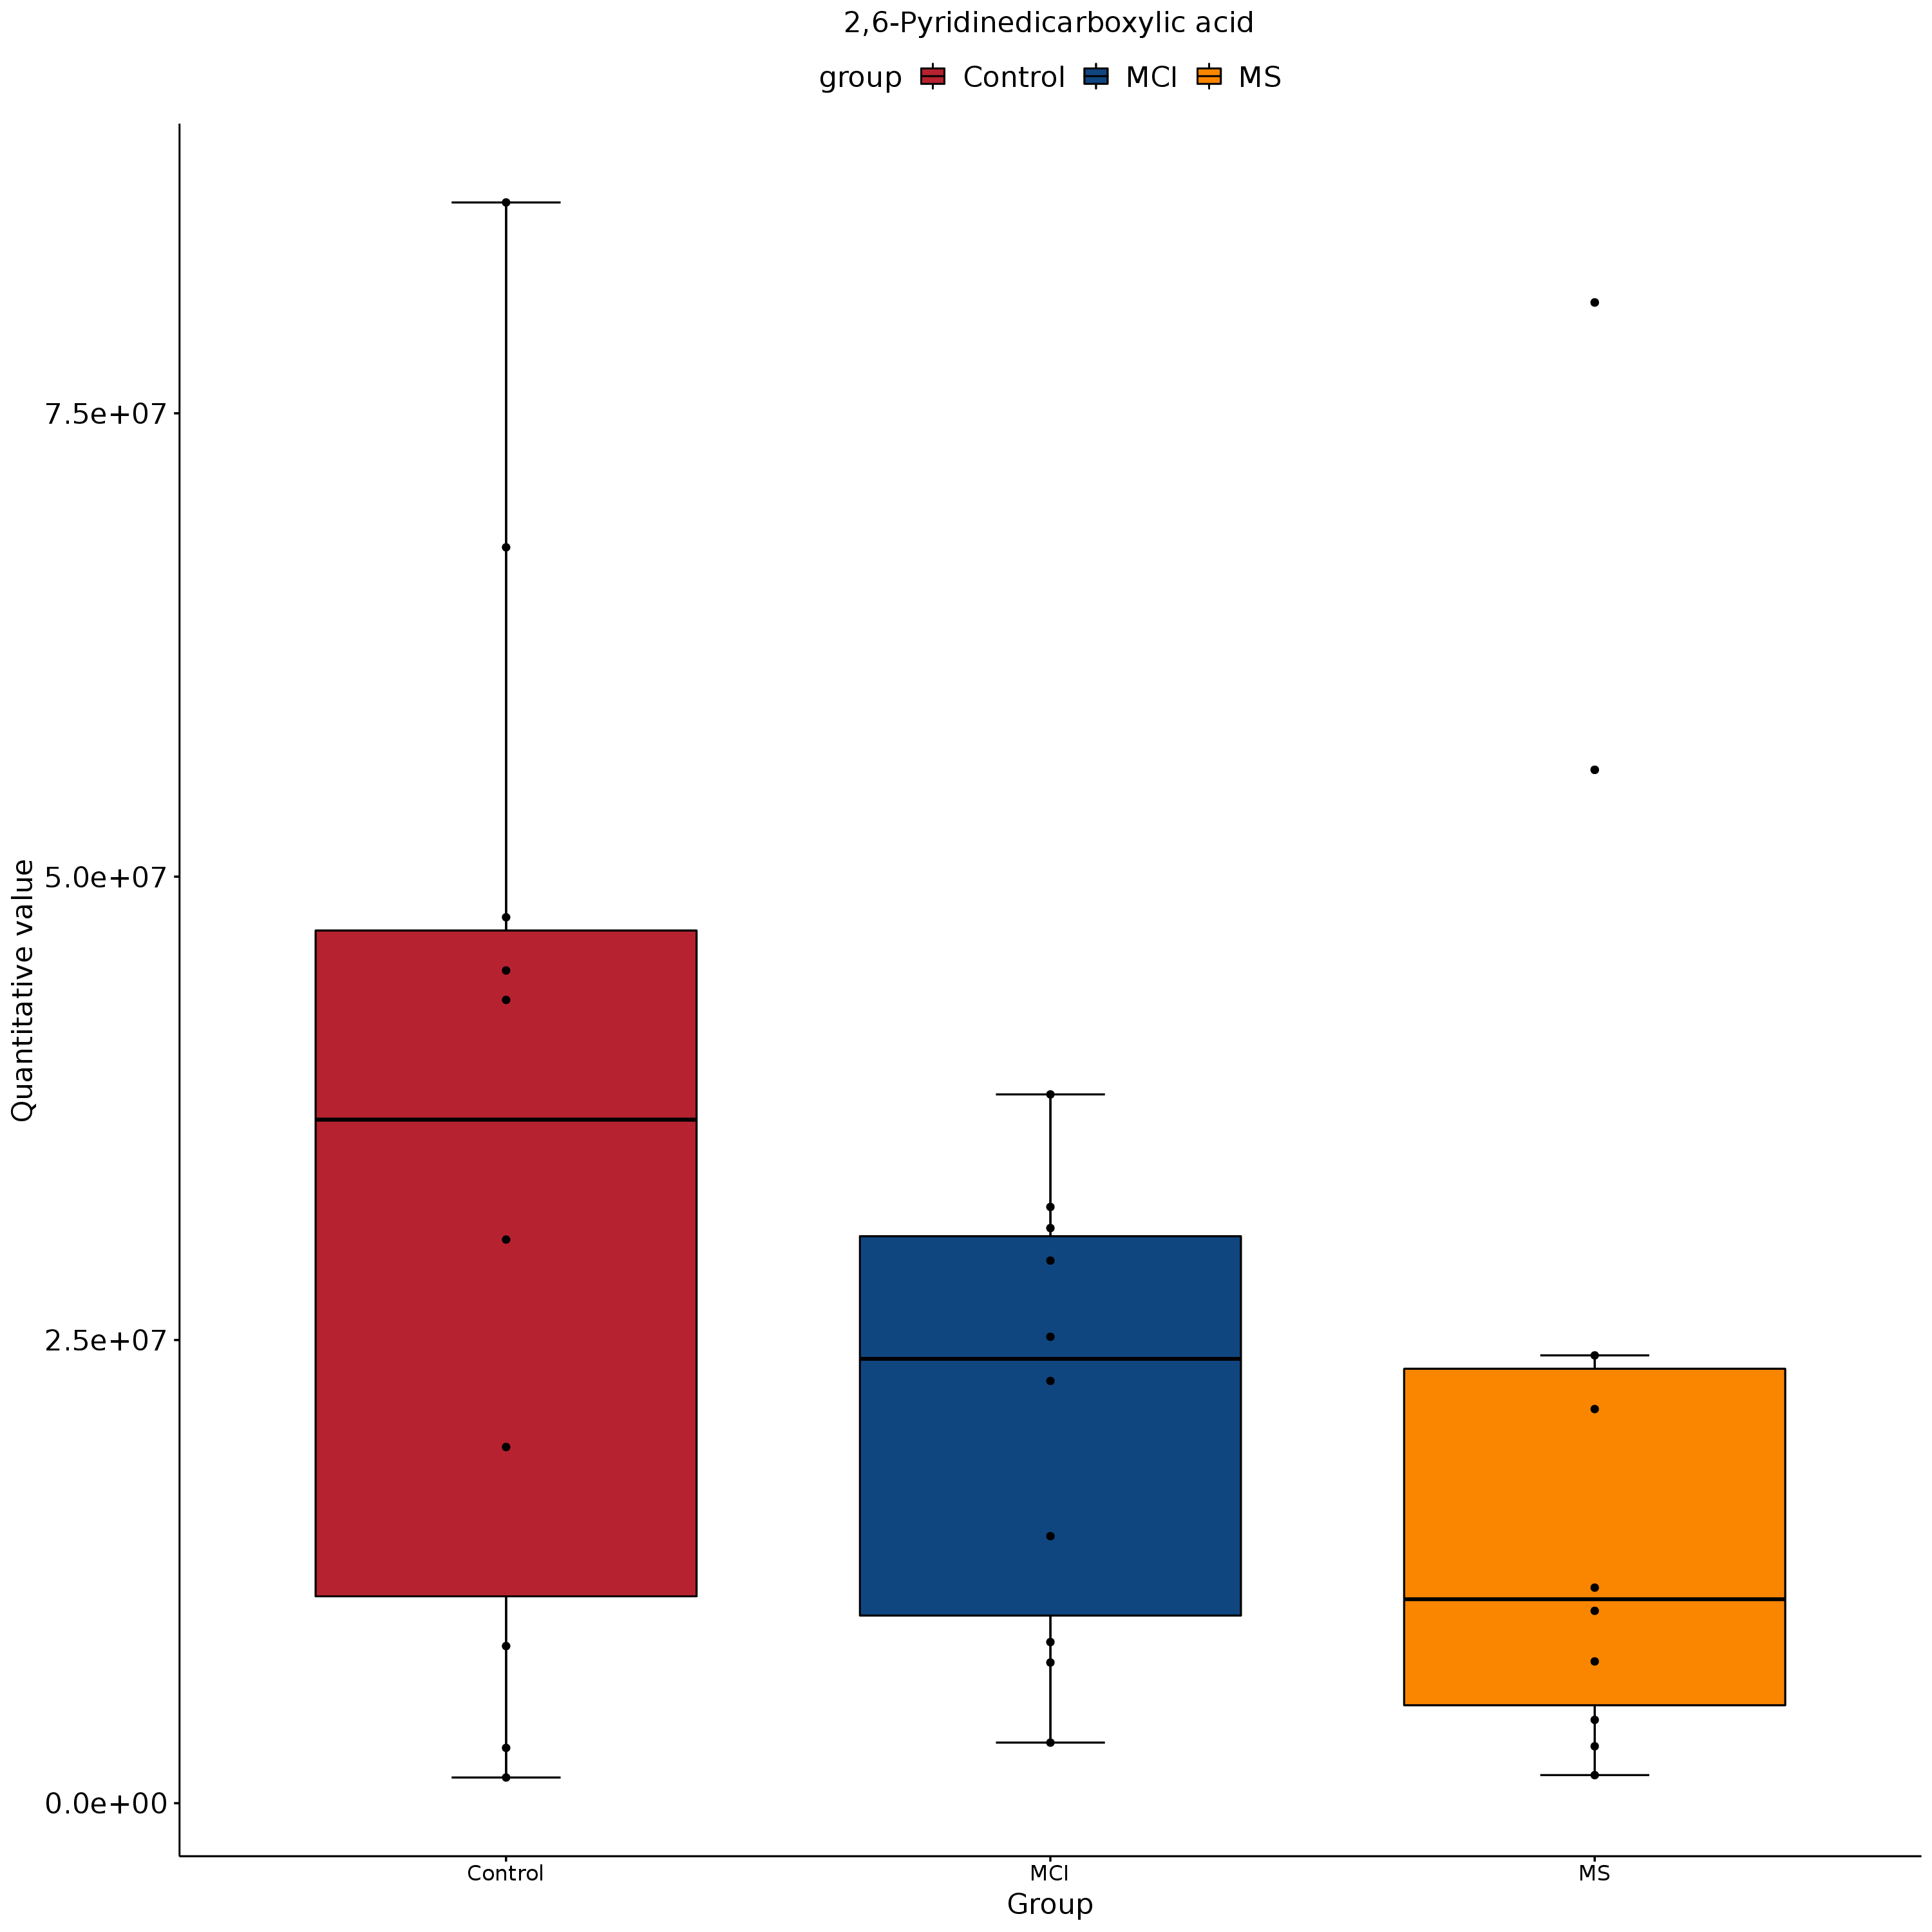 2,6-Pyridinedicarboxylic acid
group Control MCI MS
Quantitative value
7.5e+07
5.0e+07
2.5e+07
0.0e+00
Control MCI MS
Group